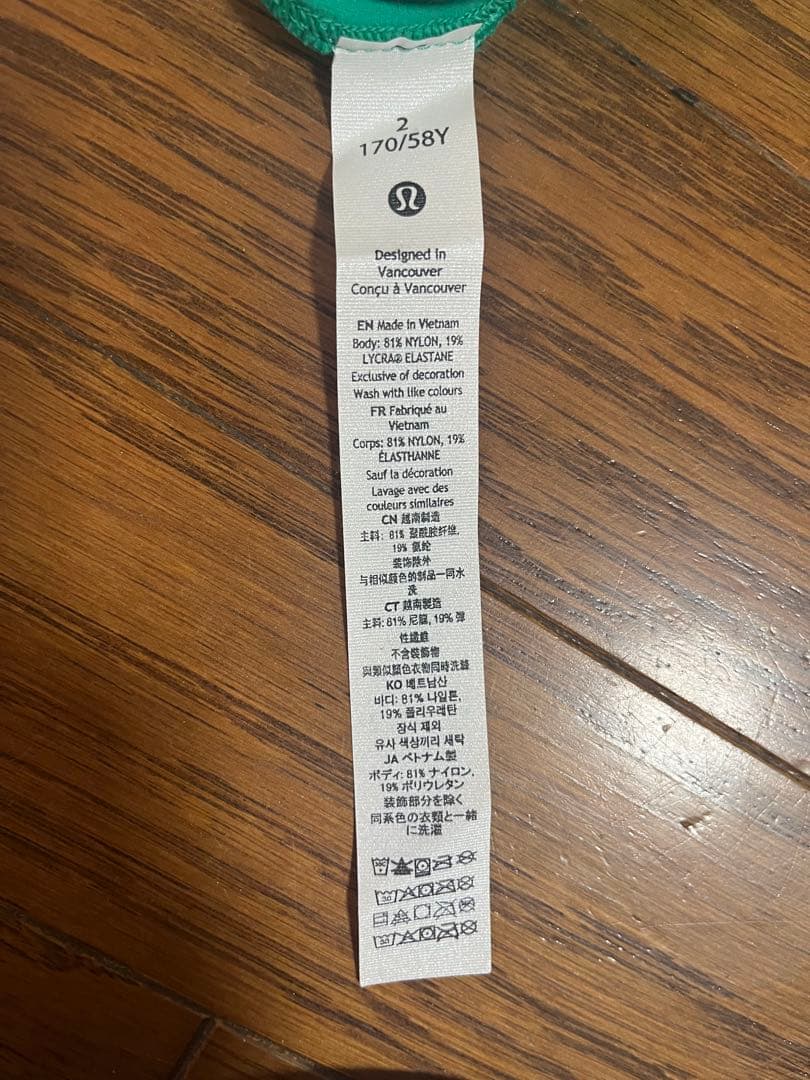 2
170/58Y
Designed in
Vancouver
Conçu à Vancouver
EN Made in Vietnam
Body: 81% NYLON, 19%
LYCRA® ELASTANE
Exclusive of decoration
Wash with like colours
FR Fabriqué au
Vietnam
Corps: 81% NYLON, 19%
ÉLASTHANNE
Sauf la décoration
Lavage avec des
couleurs similaires
CN 越南制造
主料: 81% 聚酰胺纤维,
19% 氨纶
装饰除外
与相似颜色的制品一同水
洗
CT 越南製造
主料: 81% 尼龍, 19% 彈
性纖維
不含裝飾物
與類似顏色衣物同時洗滌
KO 베트남산
바디: 81% 나일론,
19% 폴리우레탄
장식 제외
유사 색상끼리 세탁
JA ベトナム製
ボディ: 81% ナイロン,
19% ポリウレタン
装飾部分を除く
同系色の衣類と一緒
に洗濯